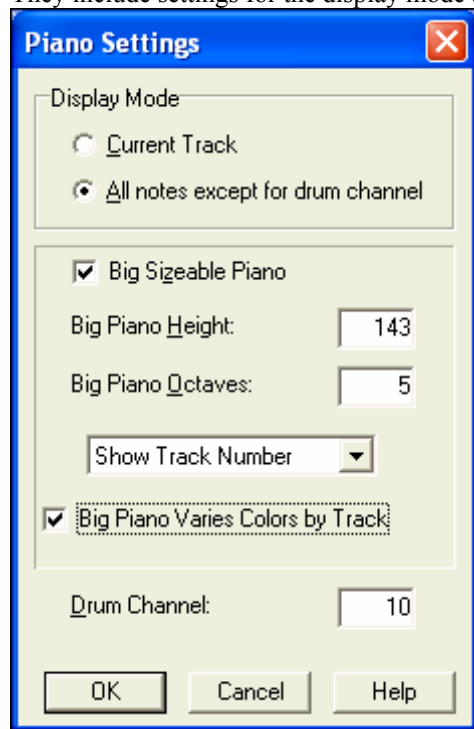 They include settings for the display mode
Piano Settings
Display Mode
Current Track
All notes except for drum channel
Big Sizeable Piano
Big Piano Height: 143
Big Piano Octaves: 5
Show Track Number
Big Piano Varies Colors by Track
Drum Channel: 10
OK Cancel Help